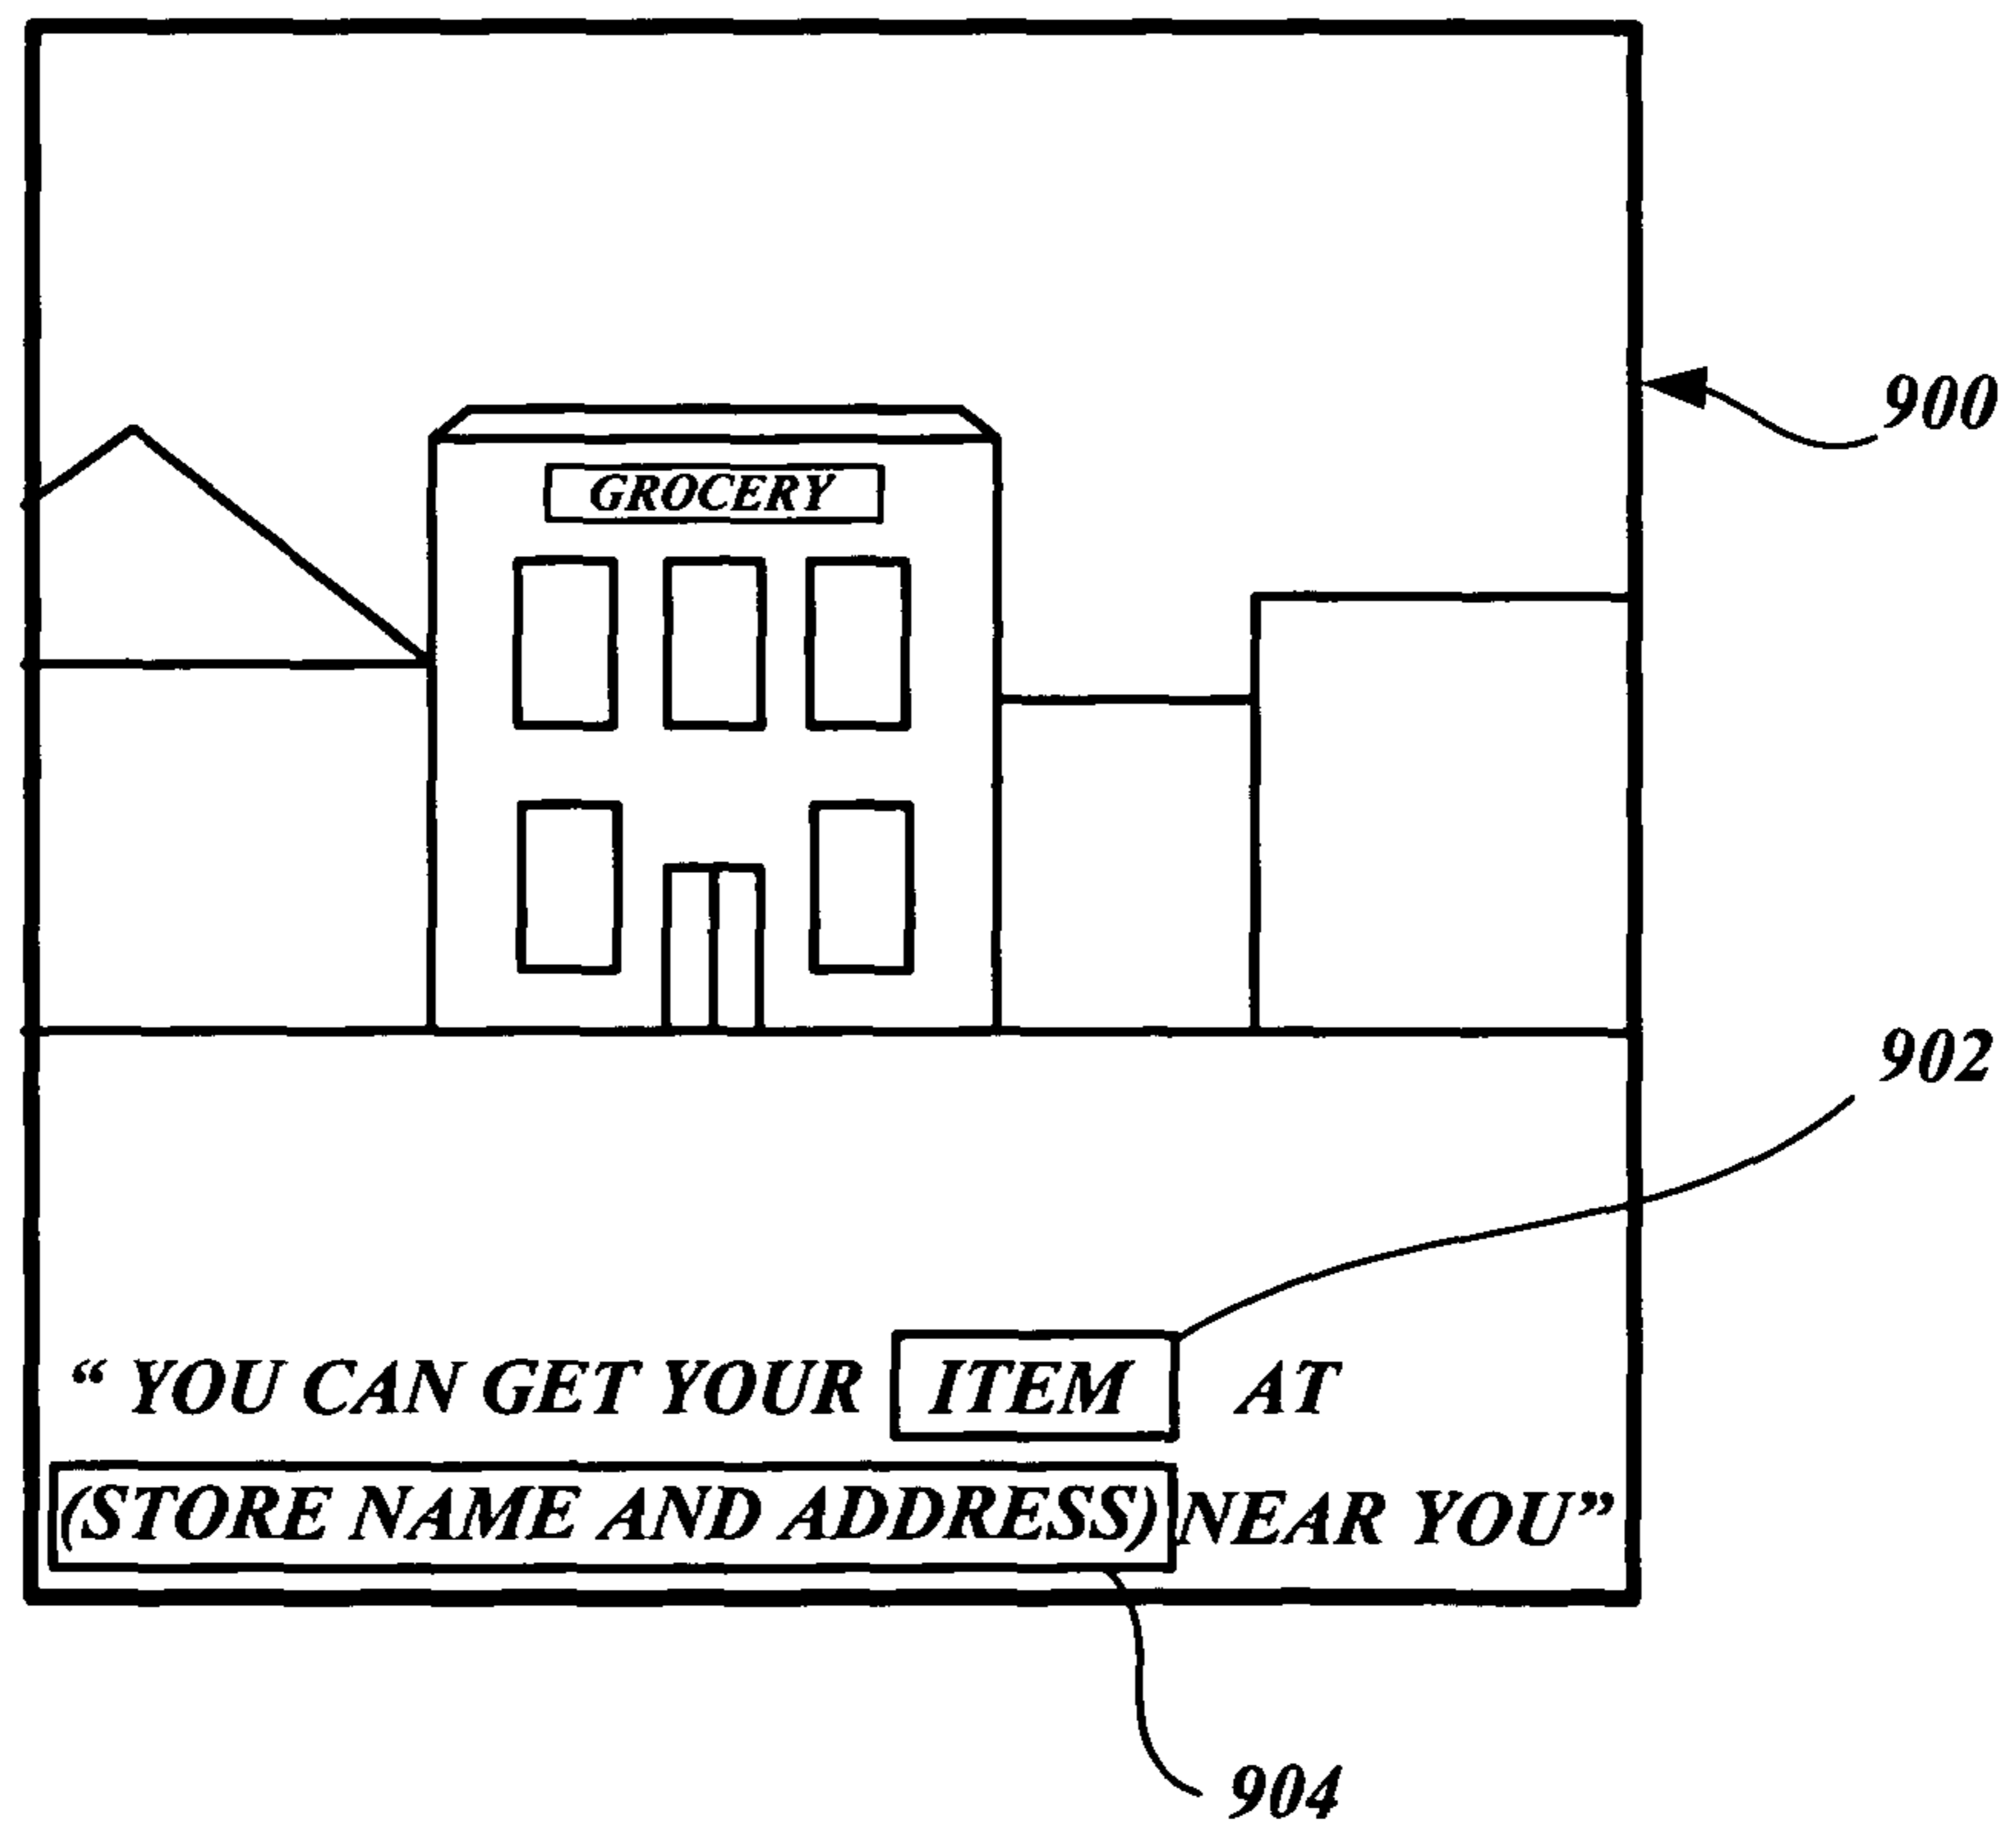 GROCERY
900
902
“ YOU CAN GET YOUR ITEM AT
(STORE NAME AND ADDRESS) NEAR YOU”
904